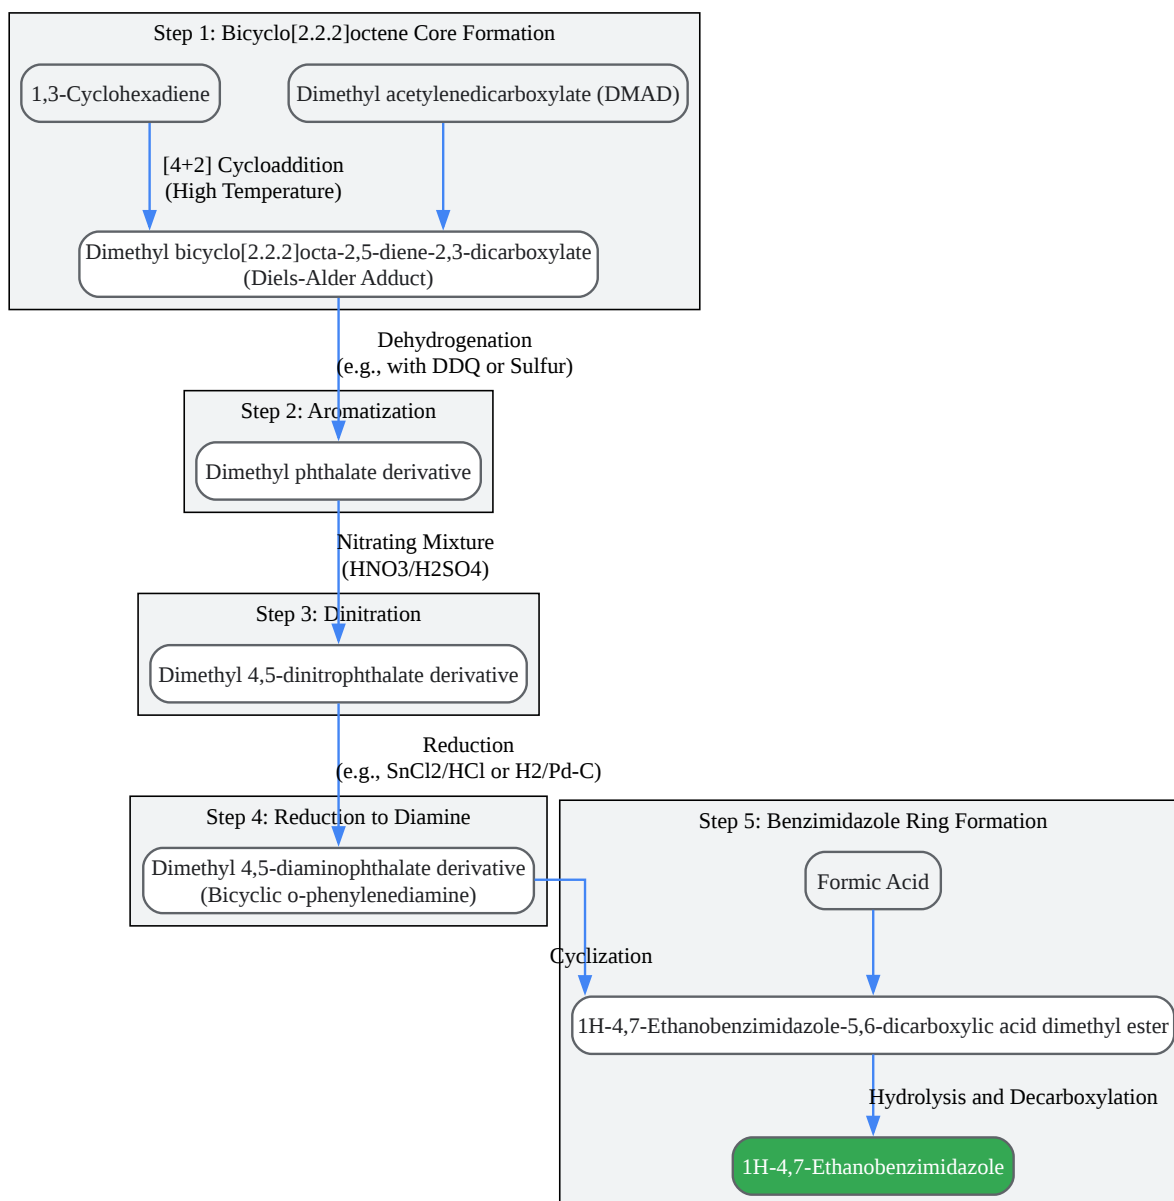 Step 1: Bicyclo[2.2.2]octene Core Formation
1,3-Cyclohexadiene
Dimethyl acetylenedicarboxylate (DMAD)
[4+2] Cycloaddition
(High Temperature)
Dimethyl bicyclo[2.2.2]octa-2,5-diene-2,3-dicarboxylate
(Diels-Alder Adduct)
Dehydrogenation
(e.g., with DDQ or Sulfur)
Step 2: Aromatization
Dimethyl phthalate derivative
Nitrating Mixture
(HNO3/H2SO4)
Step 3: Dinitration
Dimethyl 4,5-dinitrophthalate derivative
Reduction
(e.g., SnCl2/HCl or H2/Pd-C)
Step 4: Reduction to Diamine
Dimethyl 4,5-diaminophthalate derivative
(Bicyclic o-phenylenediamine)
Step 5: Benzimidazole Ring Formation
Formic Acid
Cyclization
1H-4,7-Ethanobenzimidazole-5,6-dicarboxylic acid dimethyl ester
Hydrolysis and Decarboxylation
1H-4,7-Ethanobenzimidazole